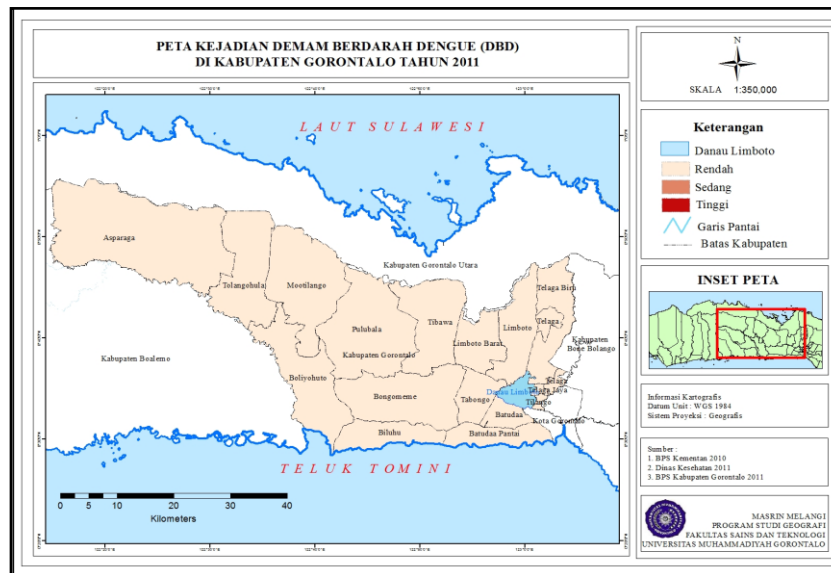 PETA KEJADIAN DEMAM BERDARAH DENGUE (DBD)
DI KABUPATEN GORONTALO TAHUN 2011
N
SKALA 1:350,000
LAUT SULAWESI
Keterangan
Danau Limboto
Rendah
Sedang
Tinggi
Garis Pantai
Batas Kabupaten
Asparaga
Tolangohula
Mootilango
Kabupaten Gorontalo Utara
Telaga Biru
Pulubala
Tibawa
Limboto Barat
Limboto
Telaga
Kabupaten
Bone Bolango
Kabupaten Boalemo
Kabupaten Gorontalo
Boliyohuto
Bongomeme
Tabongo
Danau Limboto
Telaga
Telaga Jaya
Tilango
Batudaa
Kota Gorontalo
Biluhu
Batudaa Pantai
TELUK TOMINI
0 5 10 20 30 40
Kilometers
INSET PETA
Informasi Kartografis
Datum Unit : WGS 1984
Sistem Proyeksi : Geografis
Sumber :
1. BPS Kementan 2010
2. Dinas Kesehatan 2011
3. BPS Kabupaten Gorontalo 2011
MASRIN MELANGI
PROGRAM STUDI GEOGRAFI
FAKULTAS SAINS DAN TEKNOLOGI
UNIVERSITAS MUHAMMADIYAH GORONTALO